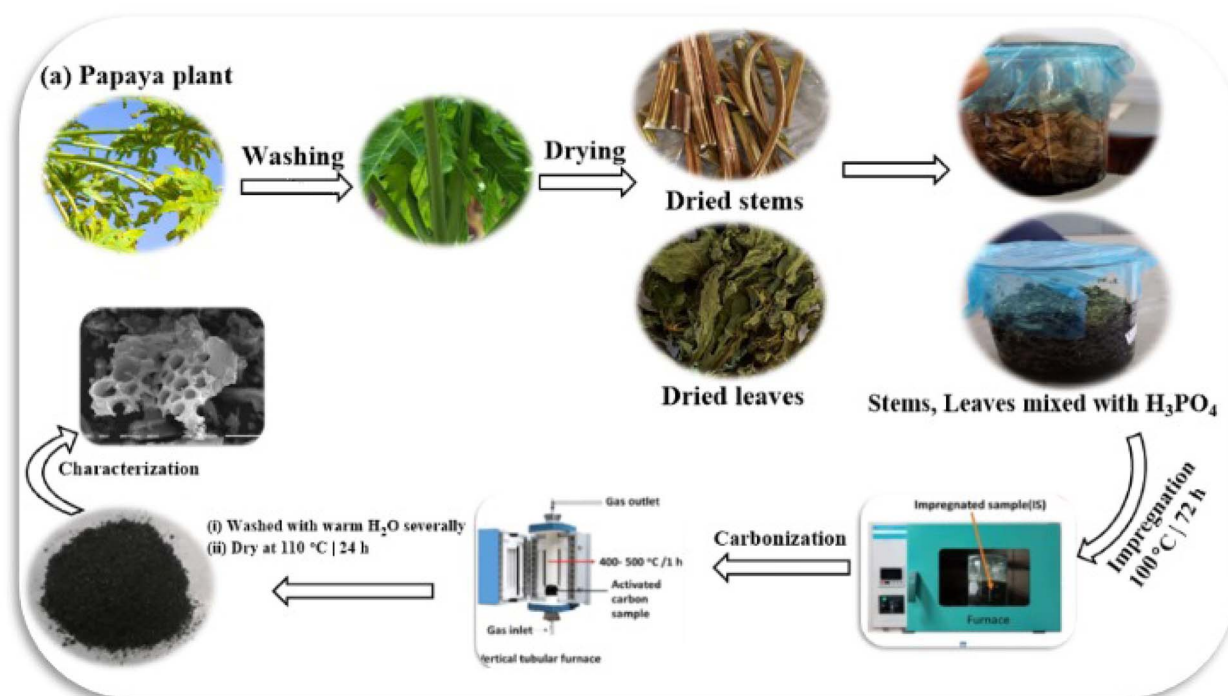 (a) Papaya plant
Washing
Drying
Dried stems
Dried leaves
Stems, Leaves mixed with H₃PO₄
Impregnation
100 °C | 72 h
Impregnated sample(IS)
Furnace
Carbonization
Gas outlet
400- 500 °C /1 h
Activated
carbon
sample
Gas inlet
Vertical tubular furnace
(i) Washed with warm H₂O severally
(ii) Dry at 110 °C | 24 h
Characterization